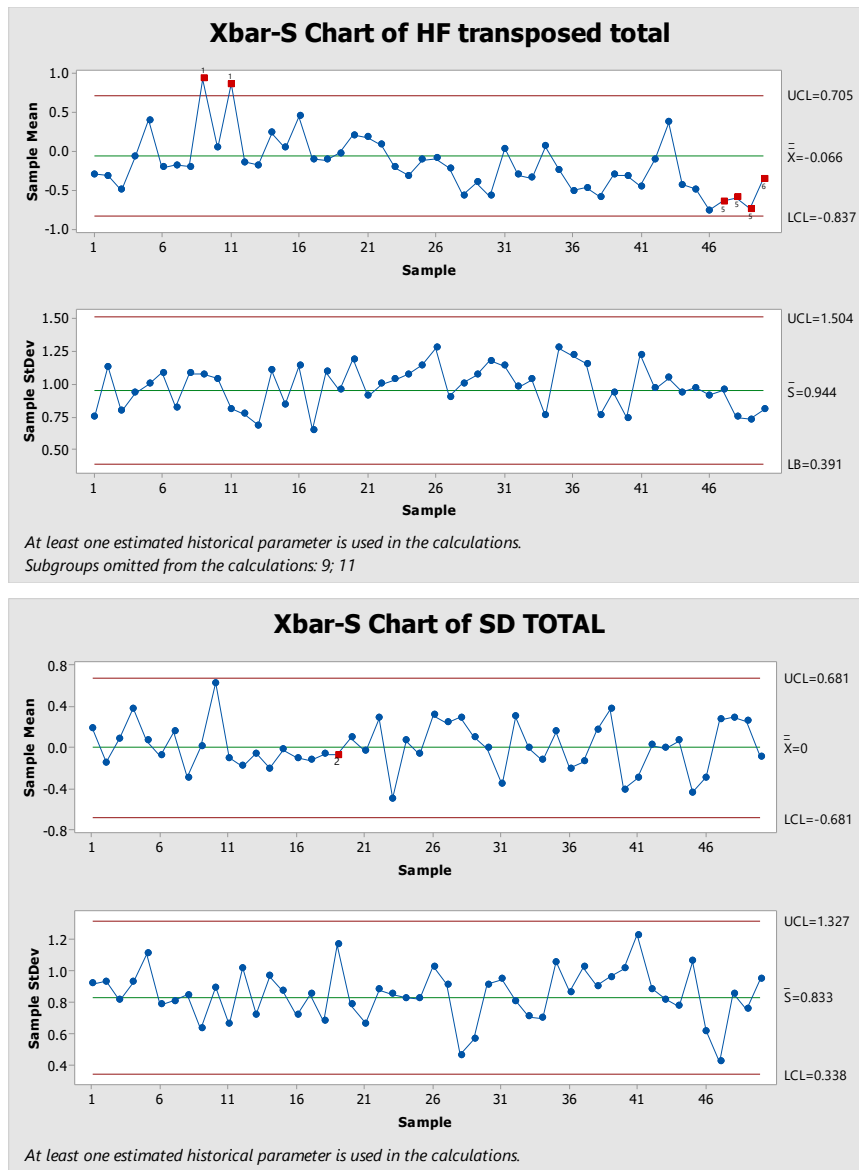 Xbar-S Chart of HF transposed total
1.0
0.5
0.0
-0.5
-1.0
Sample Mean
1
1
5
5
5
6
UCL=0.705
X=-0.066
LCL=-0.837
1 6 11 16 21 26 31 36 41 46
Sample
1.50
1.25
1.00
0.75
0.50
Sample StDev
UCL=1.504
S=0.944
LB=0.391
1 6 11 16 21 26 31 36 41 46
Sample
At least one estimated historical parameter is used in the calculations.
Subgroups omitted from the calculations: 9; 11
Xbar-S Chart of SD TOTAL
0.8
0.4
0.0
-0.4
-0.8
Sample Mean
2
UCL=0.681
X=0
LCL=-0.681
1 6 11 16 21 26 31 36 41 46
Sample
1.2
1.0
0.8
0.6
0.4
Sample StDev
UCL=1.327
S=0.833
LCL=0.338
1 6 11 16 21 26 31 36 41 46
Sample
At least one estimated historical parameter is used in the calculations.